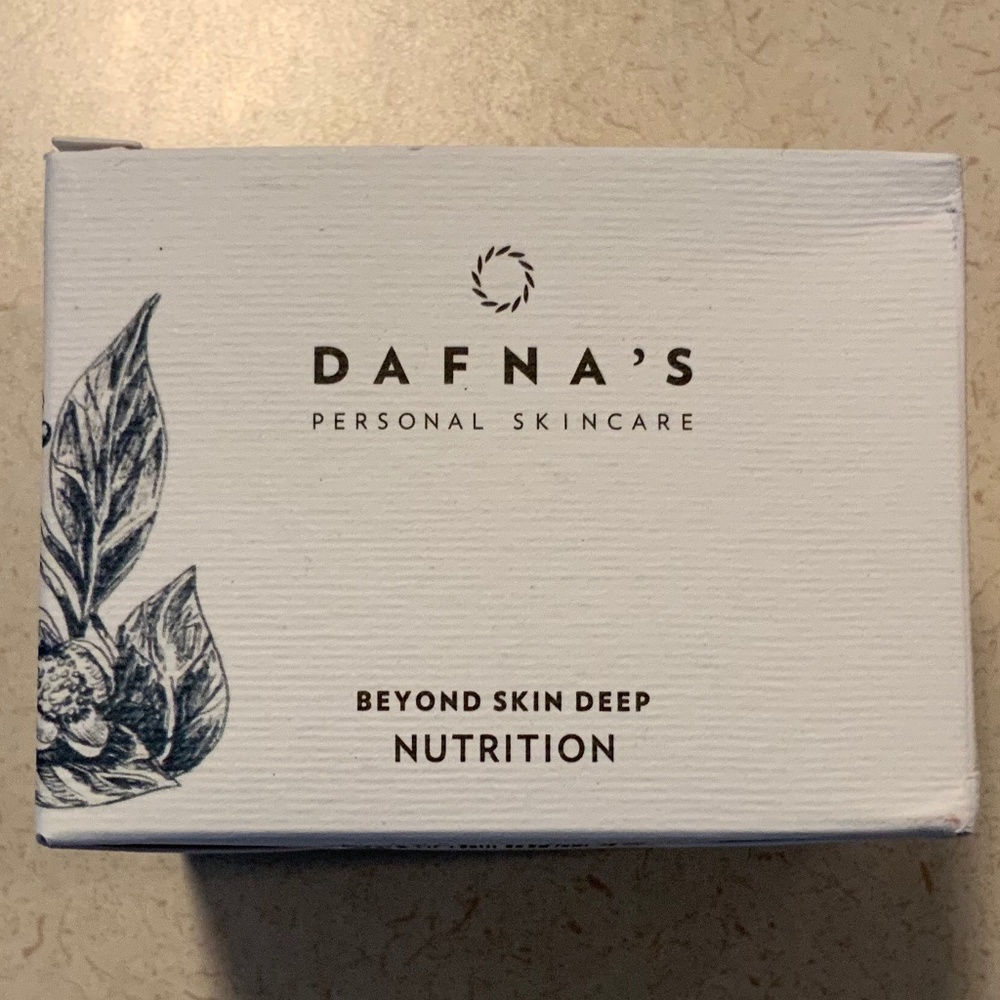 DAFNA'S
PERSONAL SKINCARE
BEYOND SKIN DEEP
NUTRITION